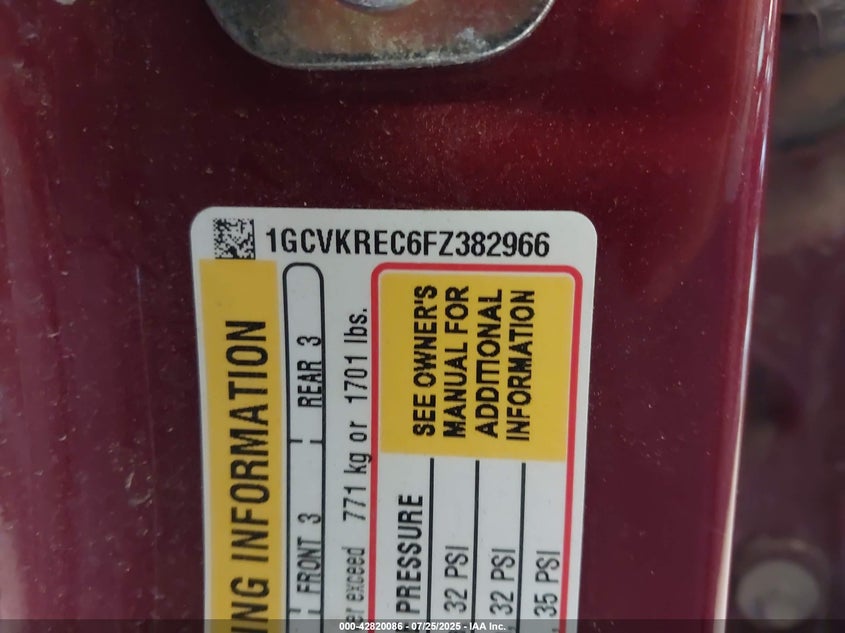 1GCVKREC6FZ382966
ING INFORMATION
FRONT 3 REAR 3
exceed 771 kg or 1701 lbs.
SEE OWNER'S
MANUAL FOR
ADDITIONAL
INFORMATION
PRESSURE
32 PSI
32 PSI
35 PSI
000-42820086 - 07/25/2025 - IAA Inc.